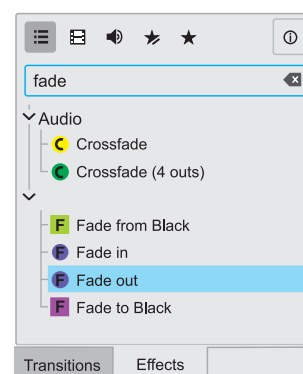 fade
Audio
C Crossfade
C Crossfade (4 outs)
F Fade from Black
F Fade in
F Fade out
F Fade to Black
Transitions Effects